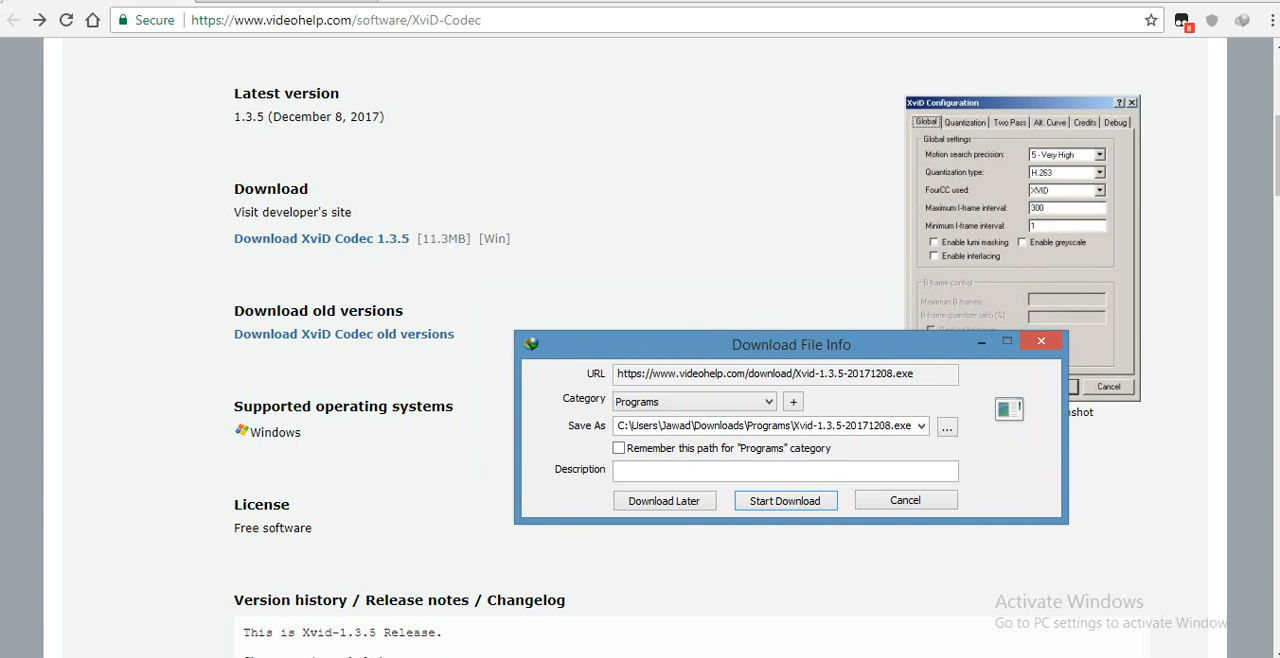 Secure https://www.videohelp.com/software/XviD-Codec
8
Latest version
1.3.5 (December 8, 2017)
Download
Visit developer's site
Download XviD Codec 1.3.5 [11.3MB] [Win]
Download old versions
Download XviD Codec old versions
Supported operating systems
Windows
License
Free software
Version history / Release notes / Changelog
This is Xvid-1.3.5 Release.
XviD Configuration
Global Quantization Two Pass Alt. Curve Credits Debug
Global settings
Motion search precision: 5 - Very High
Quantization type: H.263
FourCC used: XVID
Maximum I-frame interval: 300
Minimum I-frame interval: 1
Enable lumi masking Enable greyscale
Enable interlacing
B-frame control
Maximum B-frames:
B-frame quantizer ratio (%):
Cancel
shot
Download File Info
URL https://www.videohelp.com/download/Xvid-1.3.5-20171208.exe
Category Programs +
Save As C:\Users\Jawad\Downloads\Programs\Xvid-1.3.5-20171208.exe ...
Remember this path for "Programs" category
Description
Download Later Start Download Cancel
Activate Windows
Go to PC settings to activate Window